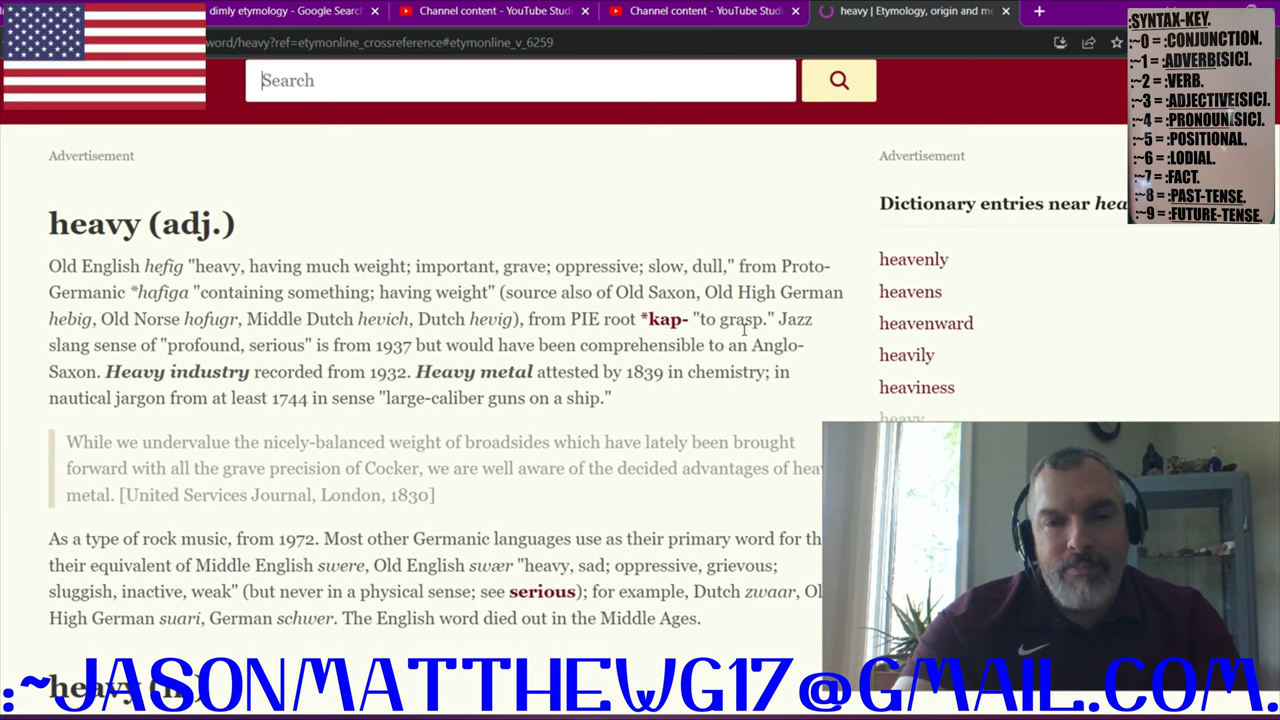 dimly etymology - Google Searc
Channel content - YouTube Stud
Channel content - YouTube Stud
heavy | Etymology, origin and m
word/heavy?ref=etymonline_crossreference#etymonline_v_6259
Search
:SYNTAX-KEY.
:~0 = :CONJUNCTION.
:~1 = :ADVERB[SIC].
:~2 = :VERB.
:~3 = :ADJECTIVE[SIC].
:~4 = :PRONOUN[SIC].
:~5 = :POSITIONAL.
:~6 = :LODIAL.
:~7 = :FACT.
:~8 = :PAST-TENSE.
:~9 = :FUTURE-TENSE.
Advertisement
heavy (adj.)
Old English hefig "heavy, having much weight; important, grave; oppressive; slow, dull," from Proto-
Germanic *hafiga "containing something; having weight" (source also of Old Saxon, Old High German
hebig, Old Norse hofugr, Middle Dutch hevich, Dutch hevig), from PIE root *kap- "to grasp." Jazz
slang sense of "profound, serious" is from 1937 but would have been comprehensible to an Anglo-
Saxon. Heavy industry recorded from 1932. Heavy metal attested by 1839 in chemistry; in
nautical jargon from at least 1744 in sense "large-caliber guns on a ship."
While we undervalue the nicely-balanced weight of broadsides which have lately been brought
forward with all the grave precision of Cocker, we are well aware of the decided advantages of heav
metal. [United Services Journal, London, 1830]
As a type of rock music, from 1972. Most other Germanic languages use as their primary word for th
their equivalent of Middle English swere, Old English swær "heavy, sad; oppressive, grievous;
sluggish, inactive, weak" (but never in a physical sense; see serious); for example, Dutch zwaar, Ol
High German suari, German schwer. The English word died out in the Middle Ages.
heavy (n.)
Advertisement
Dictionary entries near hea
heavenly
heavens
heavenward
heavily
heaviness
heavy
:~JASONMATTHEWG17@GMAIL.COM.